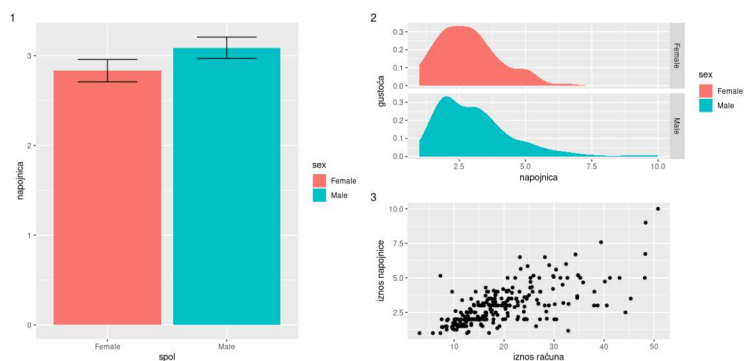 1
napojnica
3
2
1
0
Female
Male
spol
sex
Female
Male
2
gustoća
0.3
0.2
0.1
0.0
Female
0.3
0.2
0.1
0.0
Male
2.5
5.0
7.5
10.0
napojnica
sex
Female
Male
3
iznos napojnice
10.0
7.5
5.0
2.5
10
20
30
40
50
iznos računa